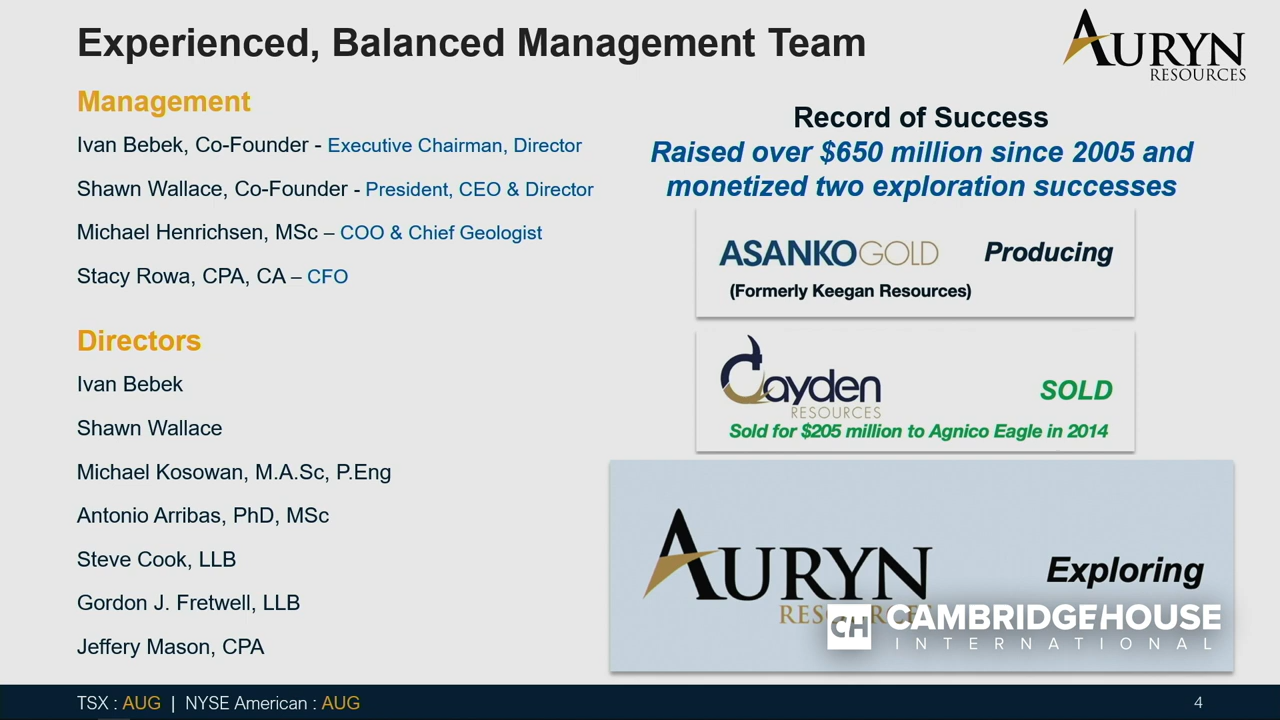 Experienced, Balanced Management Team
AURYN
RESOURCES
Management
Ivan Bebek, Co-Founder - Executive Chairman, Director
Shawn Wallace, Co-Founder - President, CEO & Director
Michael Henrichsen, MSc – COO & Chief Geologist
Stacy Rowa, CPA, CA – CFO
Directors
Ivan Bebek
Shawn Wallace
Michael Kosowan, M.A.Sc, P.Eng
Antonio Arribas, PhD, MSc
Steve Cook, LLB
Gordon J. Fretwell, LLB
Jeffery Mason, CPA
Record of Success
Raised over $650 million since 2005 and
monetized two exploration successes
ASANKOGOLD Producing
(Formerly Keegan Resources)
Cayden SOLD
RESOURCES
Sold for $205 million to Agnico Eagle in 2014
AURYN Exploring
RESOURCES
CH CAMBRIDGEHOUSE
INTERNATIONAL
TSX : AUG | NYSE American : AUG
4